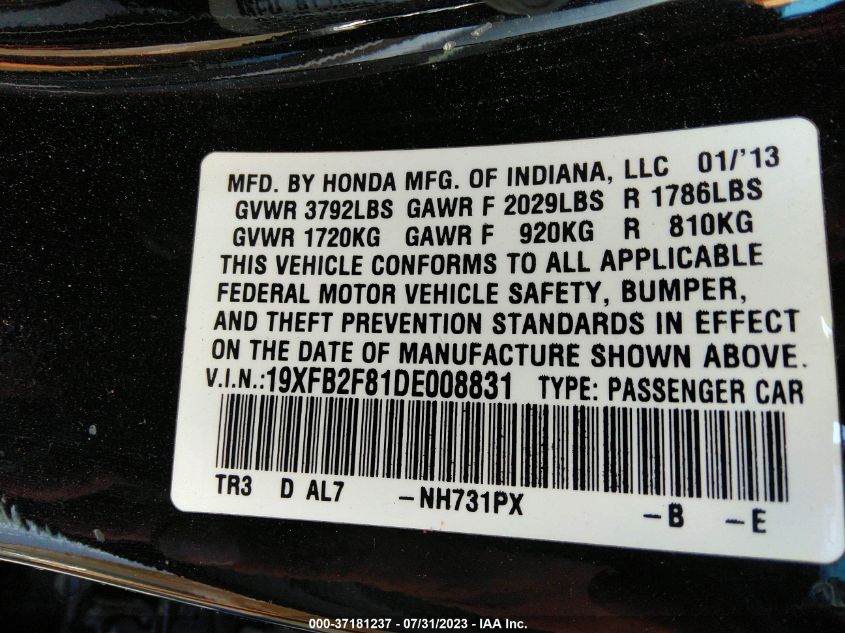 MFD. BY HONDA MFG. OF INDIANA, LLC 01/'13
GVWR 3792LBS GAWR F 2029LBS R 1786LBS
GVWR 1720KG GAWR F 920KG R 810KG
THIS VEHICLE CONFORMS TO ALL APPLICABLE
FEDERAL MOTOR VEHICLE SAFETY, BUMPER,
AND THEFT PREVENTION STANDARDS IN EFFECT
ON THE DATE OF MANUFACTURE SHOWN ABOVE.
V.I.N.:19XFB2F81DE008831 TYPE: PASSENGER CAR
TR3 D AL7 -NH731PX -B -E
000-37181237 - 07/31/2023 - IAA Inc.